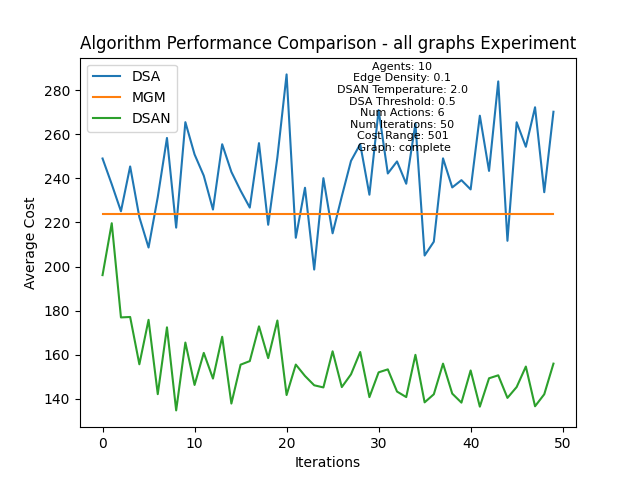 Algorithm Performance Comparison - all graphs Experiment
DSA
MGM
DSAN
Agents: 10
Edge Density: 0.1
DSAN Temperature: 2.0
DSA Threshold: 0.5
Num Actions: 6
Num Iterations: 50
Cost Range: 501
Graph: complete
Average Cost
280
260
240
220
200
180
160
140
0
10
20
30
40
50
Iterations